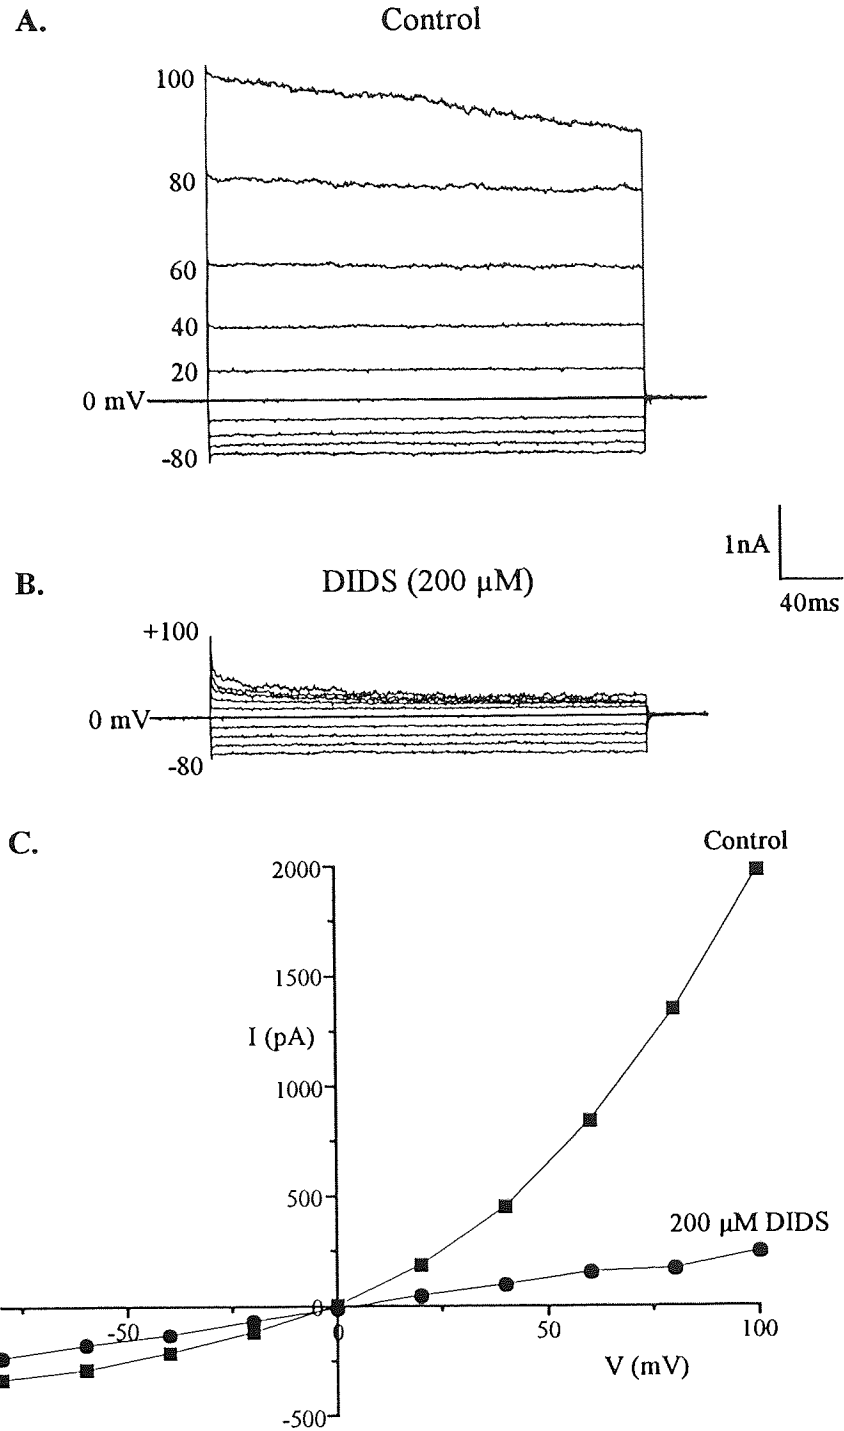 A.
Control
100
80
60
40
20
0 mV
-80
1nA
40ms
B.
DIDS (200 µM)
+100
0 mV
-80
C.
Control
2000
1500
I (pA)
1000
500
200 µM DIDS
0
-50
0
50
100
V (mV)
-500